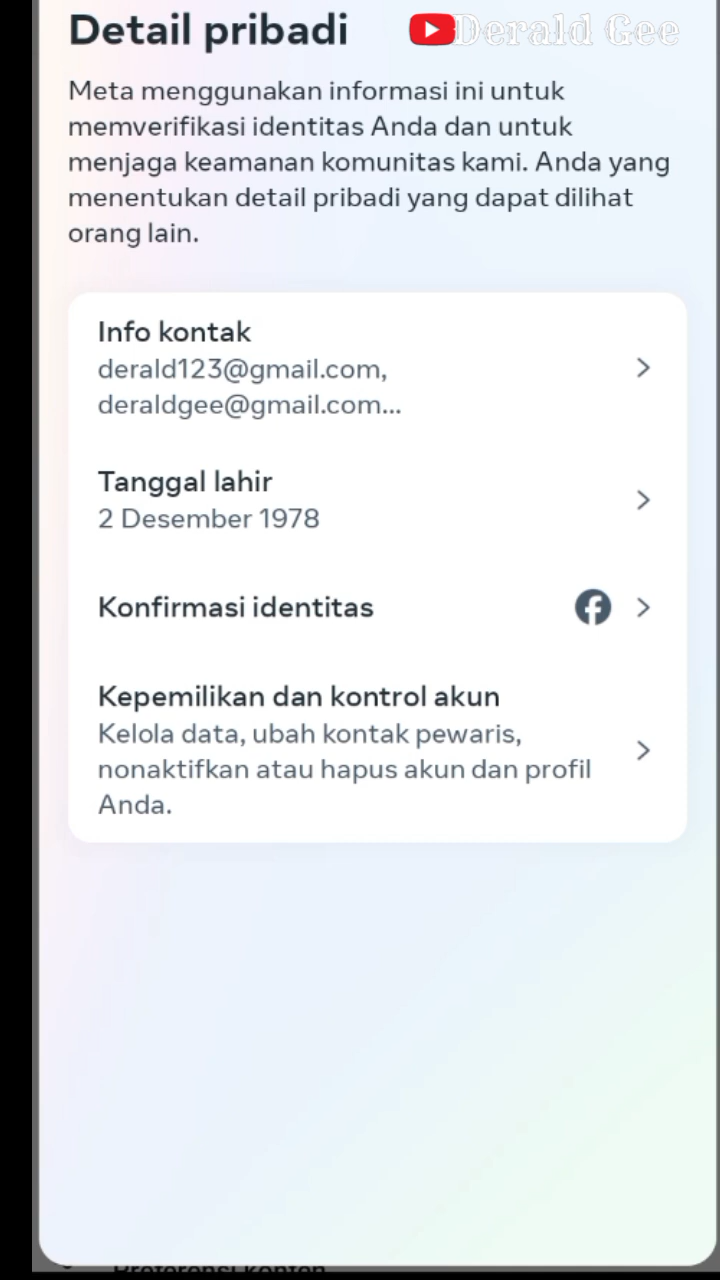 Detail pribadi
Derald Gee
Meta menggunakan informasi ini untuk
memverifikasi identitas Anda dan untuk
menjaga keamanan komunitas kami. Anda yang
menentukan detail pribadi yang dapat dilihat
orang lain.
Info kontak
derald123@gmail.com,
deraldgee@gmail.com...
Tanggal lahir
2 Desember 1978
Konfirmasi identitas
Kepemilikan dan kontrol akun
Kelola data, ubah kontak pewaris,
nonaktifkan atau hapus akun dan profil
Anda.
Preferensi konten